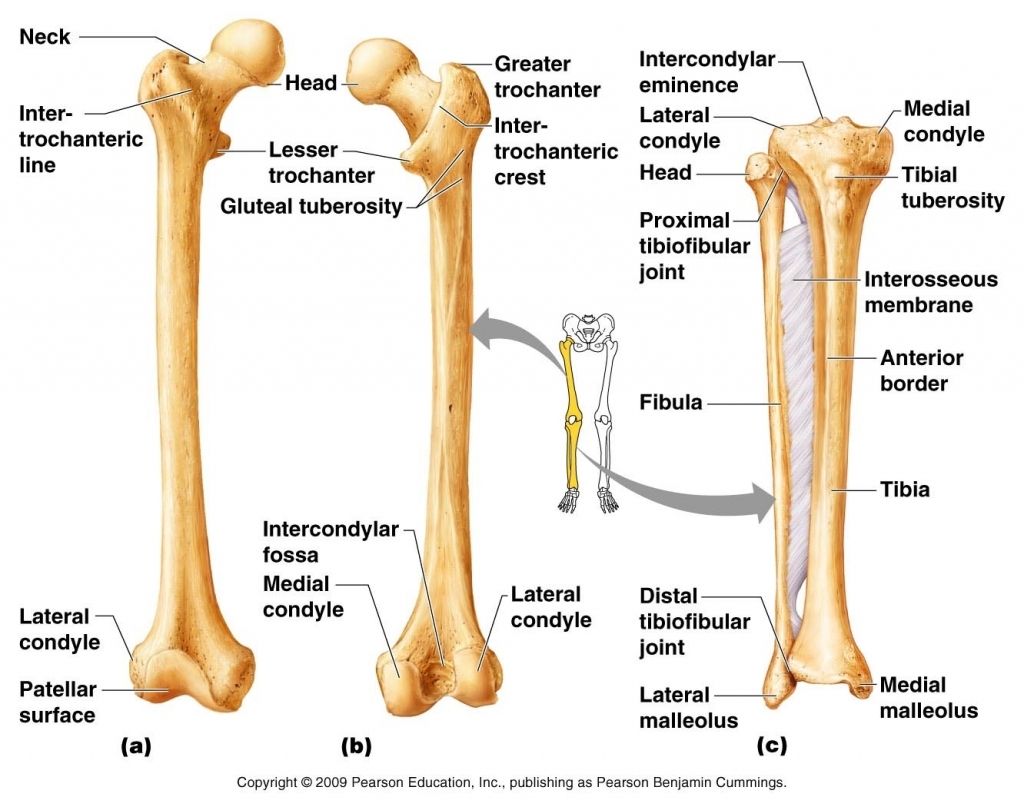 Neck
Inter-
trochanteric
line
Head
Lesser
trochanter
Gluteal tuberosity
Greater
trochanter
Inter-
trochanteric
crest
Intercondylar
fossa
Medial
condyle
Lateral
condyle
Lateral
condyle
Patellar
surface
(a)
(b)
Intercondylar
eminence
Lateral
condyle
Head
Proximal
tibiofibular
joint
Medial
condyle
Tibial
tuberosity
Interosseous
membrane
Anterior
border
Fibula
Tibia
Distal
tibiofibular
joint
Lateral
malleolus
Medial
malleolus
(c)
Copyright © 2009 Pearson Education, Inc., publishing as Pearson Benjamin Cummings.